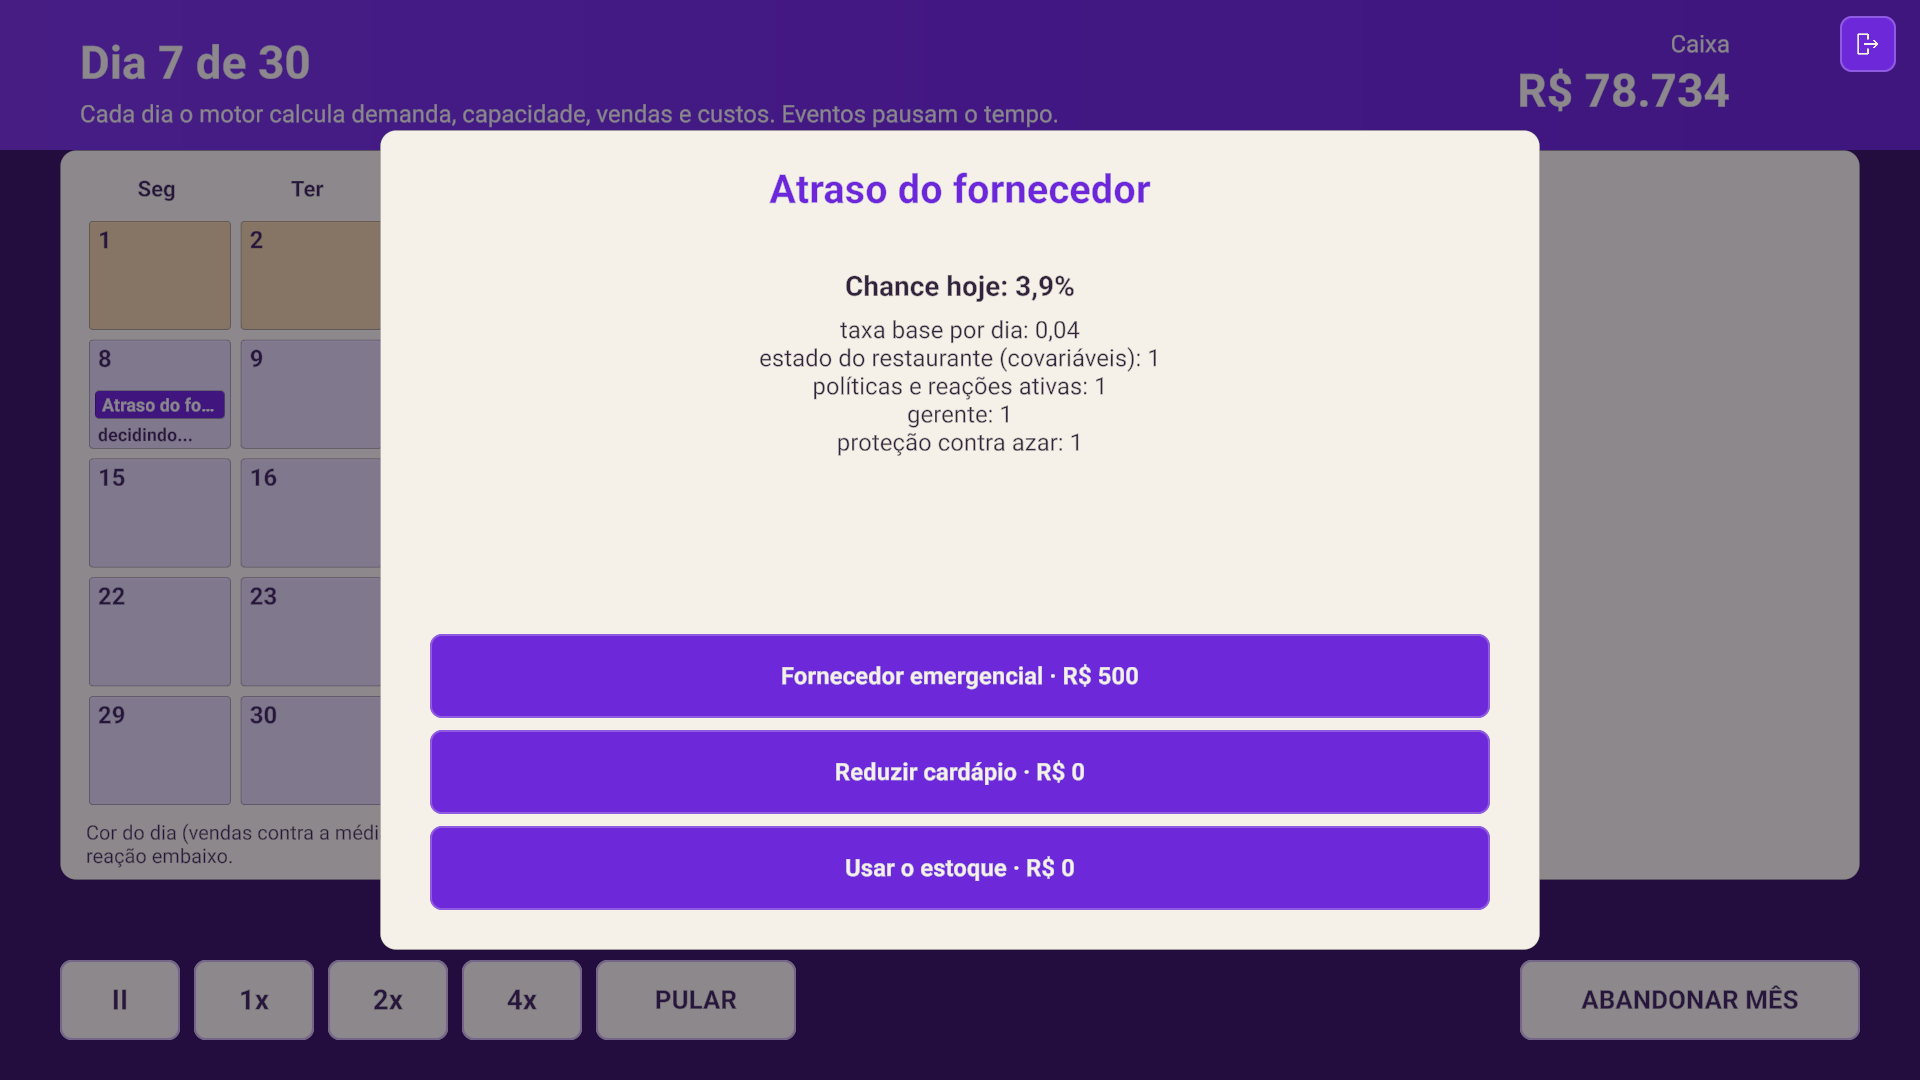 Dia 7 de 30
Cada dia o motor calcula demanda, capacidade, vendas e custos. Eventos pausam o tempo.
Caixa
R$ 78.734
Seg
Ter
1
2
8
Atraso do fo...
decidindo...
9
15
16
22
23
29
30
Cor do dia (vendas contra a médi
reação embaixo.
Atraso do fornecedor
Chance hoje: 3,9%
taxa base por dia: 0,04
estado do restaurante (covariáveis): 1
políticas e reações ativas: 1
gerente: 1
proteção contra azar: 1
Fornecedor emergencial · R$ 500
Reduzir cardápio · R$ 0
Usar o estoque · R$ 0
II
1x
2x
4x
PULAR
ABANDONAR MÊS